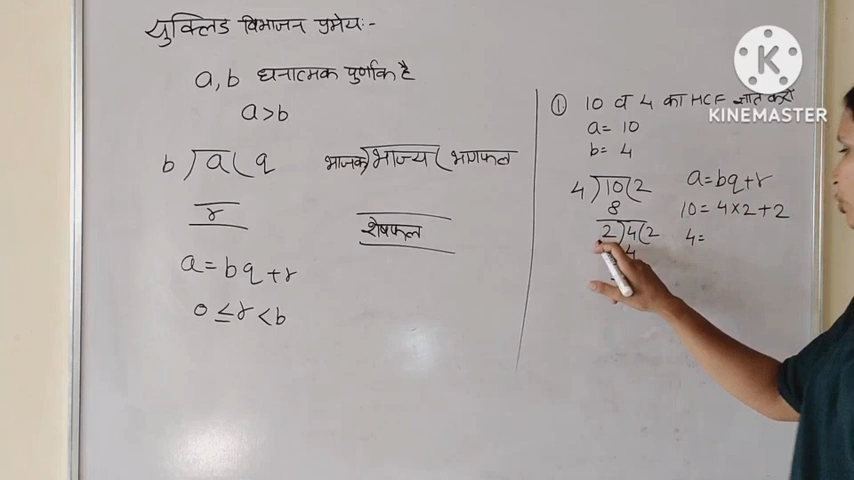 युक्लिड विभाजन प्रमेयः-
a, b धनात्मक पुर्णांक है
a>b
b) a ( q
r
भाजक) भाज्य ( भागफल
शेषफल
a = bq + r
0 ≤ r < b
① 10 व 4 का HCF ज्ञात करो
a = 10
b = 4
4) 10 ( 2
8
2) 4 ( 2
4
a = bq + r
10 = 4 × 2 + 2
4 =
K
KINEMASTER